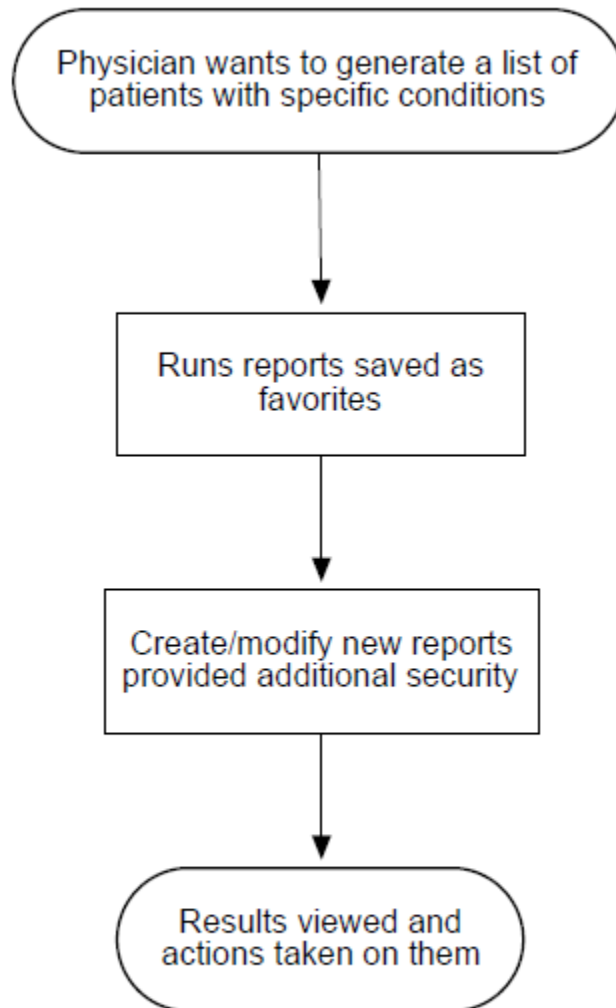 Physician wants to generate a list of
patients with specific conditions
Runs reports saved as
favorites
Create/modify new reports
provided additional security
Results viewed and
actions taken on them